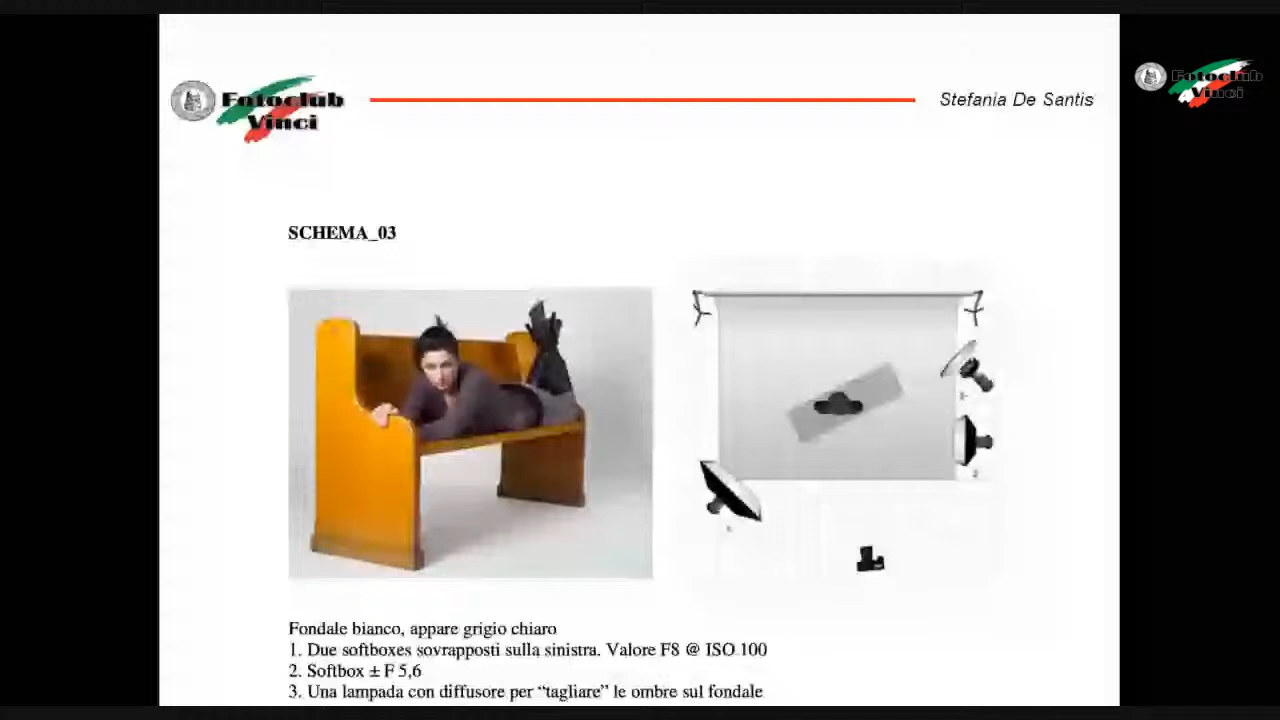 Fotoclub
Vinci
Stefania De Santis
Fotoclub
Vinci
SCHEMA_03
Fondale bianco, appare grigio chiaro
1. Due softboxes sovrapposti sulla sinistra. Valore F8 @ ISO 100
2. Softbox ± F 5,6
3. Una lampada con diffusore per “tagliare” le ombre sul fondale